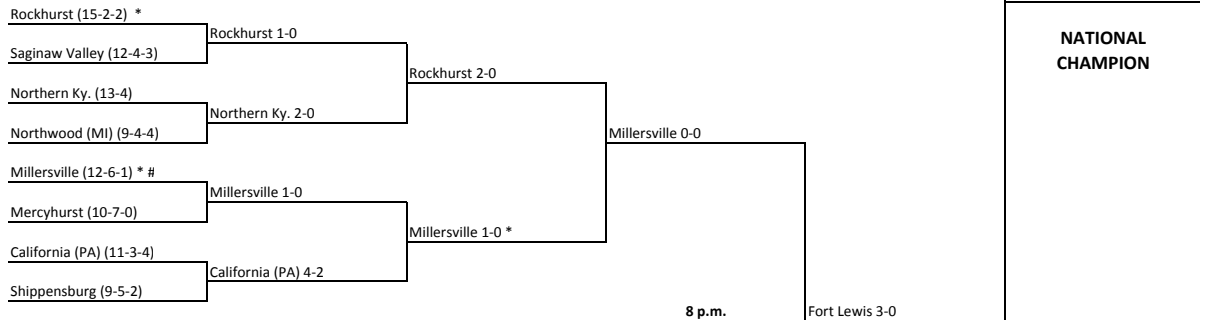 Rockhurst (15-2-2) *
Rockhurst 1-0
Saginaw Valley (12-4-3)
Rockhurst 2-0
Northern Ky. (13-4)
Northern Ky. 2-0
Northwood (MI) (9-4-4)
Millersville 0-0
Millersville (12-6-1) * #
Millersville 1-0
Mercyhurst (10-7-0)
Millersville 1-0 *
California (PA) (11-3-4)
California (PA) 4-2
Shippensburg (9-5-2)
8 p.m.
Fort Lewis 3-0
NATIONAL
CHAMPION